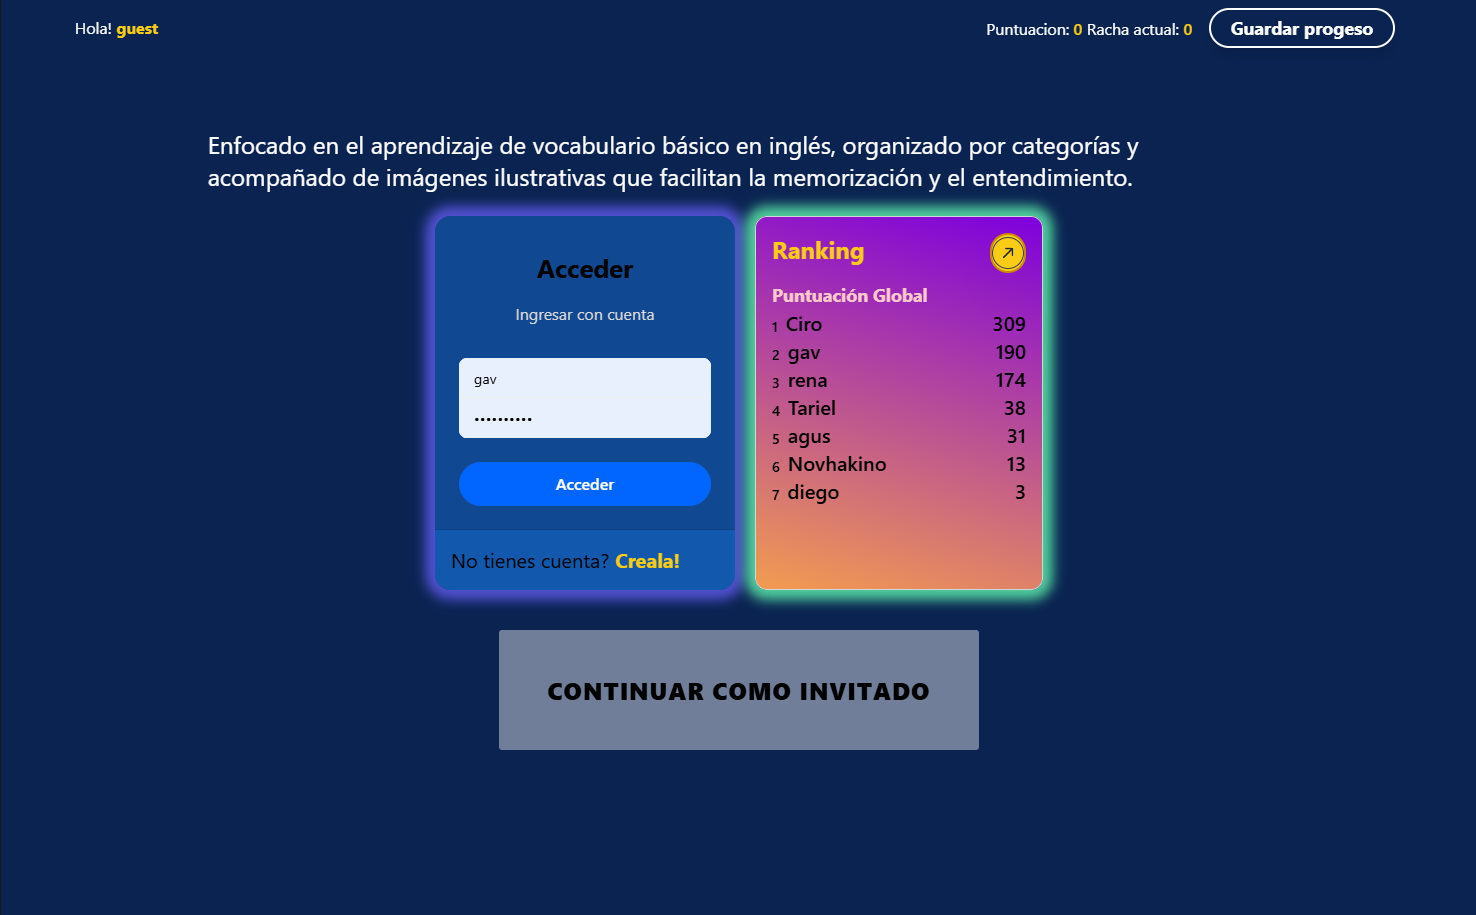 Hola! guest
Puntuacion: 0 Racha actual: 0
Guardar progeso
Enfocado en el aprendizaje de vocabulario básico en inglés, organizado por categorías y
acompañado de imágenes ilustrativas que facilitan la memorización y el entendimiento.
Acceder
Ingresar con cuenta
gav
..........
Acceder
No tienes cuenta? Creala!
Ranking
Puntuación Global
1 Ciro 309
2 gav 190
3 rena 174
4 Tariel 38
5 agus 31
6 Novhakino 13
7 diego 3
CONTINUAR COMO INVITADO